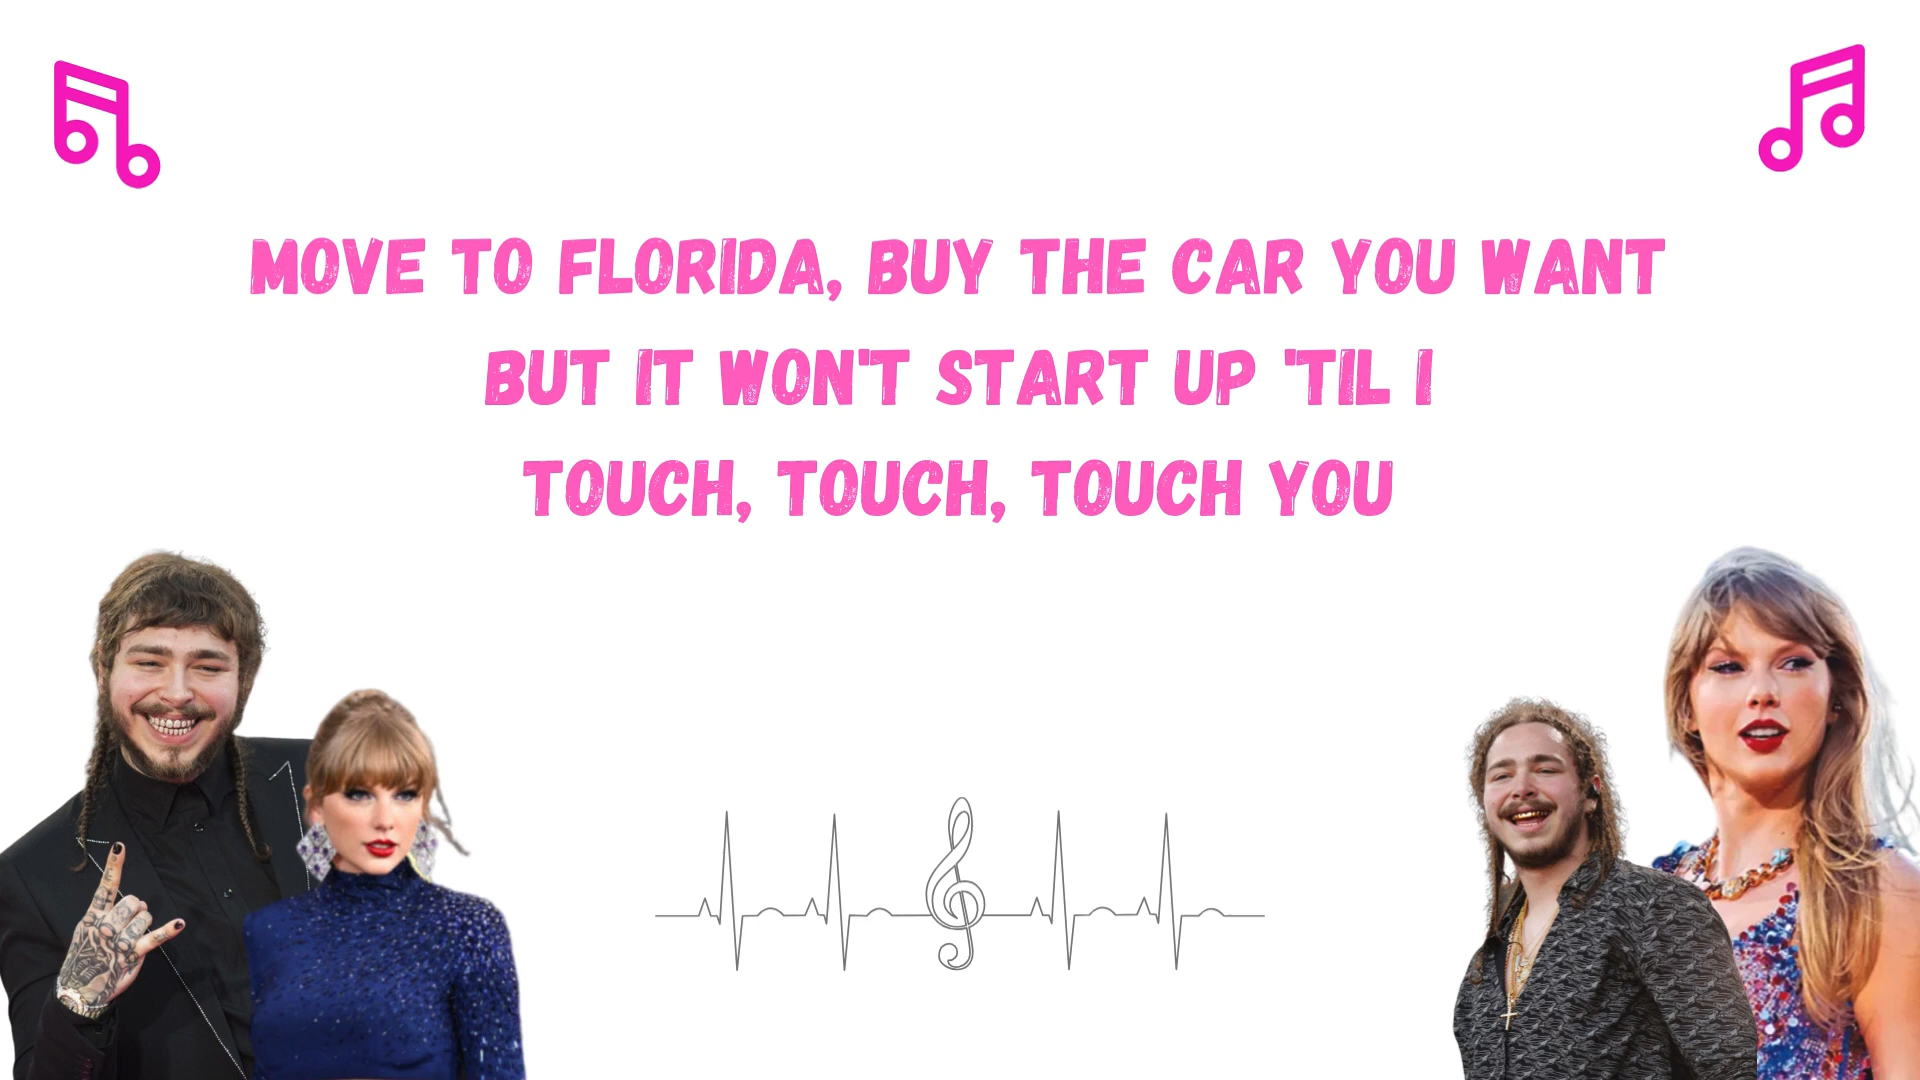 MOVE TO FLORIDA, BUY THE CAR YOU WANT
BUT IT WON'T START UP 'TIL I
TOUCH, TOUCH, TOUCH YOU